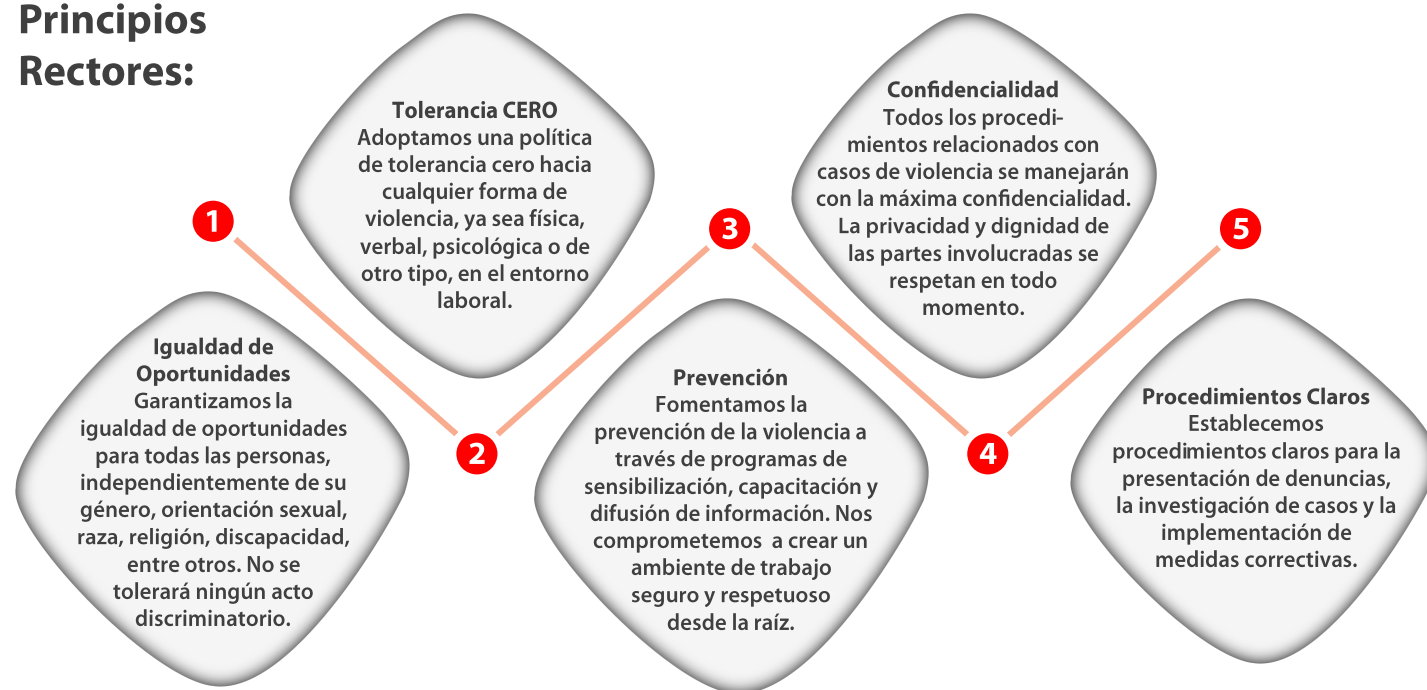 Principios
Rectores:
1
Igualdad de
Oportunidades
Garantizamos la
igualdad de oportunidades
para todas las personas,
independientemente de su
género, orientación sexual,
raza, religión, discapacidad,
entre otros. No se
tolerará ningún acto
discriminatorio.
2
Tolerancia CERO
Adoptamos una política
de tolerancia cero hacia
cualquier forma de
violencia, ya sea física,
verbal, psicológica o de
otro tipo, en el entorno
laboral.
3
Prevención
Fomentamos la
prevención de la violencia a
través de programas de
sensibilización, capacitación y
difusión de información. Nos
comprometemos  a crear un
ambiente de trabajo
seguro y respetuoso
desde la raíz.
4
Confidencialidad
Todos los procedi-
mientos relacionados con
casos de violencia se manejarán
con la máxima confidencialidad.
La privacidad y dignidad de
las partes involucradas se
respetan en todo
momento.
5
Procedimientos Claros
Establecemos
procedimientos claros para la
presentación de denuncias,
la investigación de casos y la
implementación de
medidas correctivas.